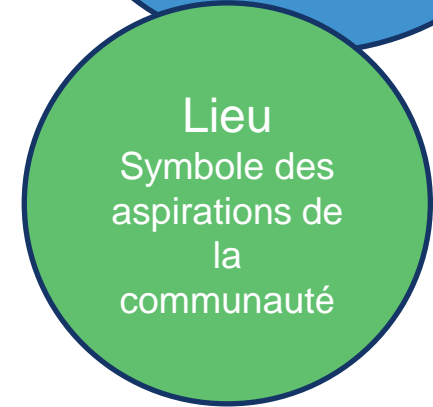 Lieu
Symbole des
aspirations de
la
communauté